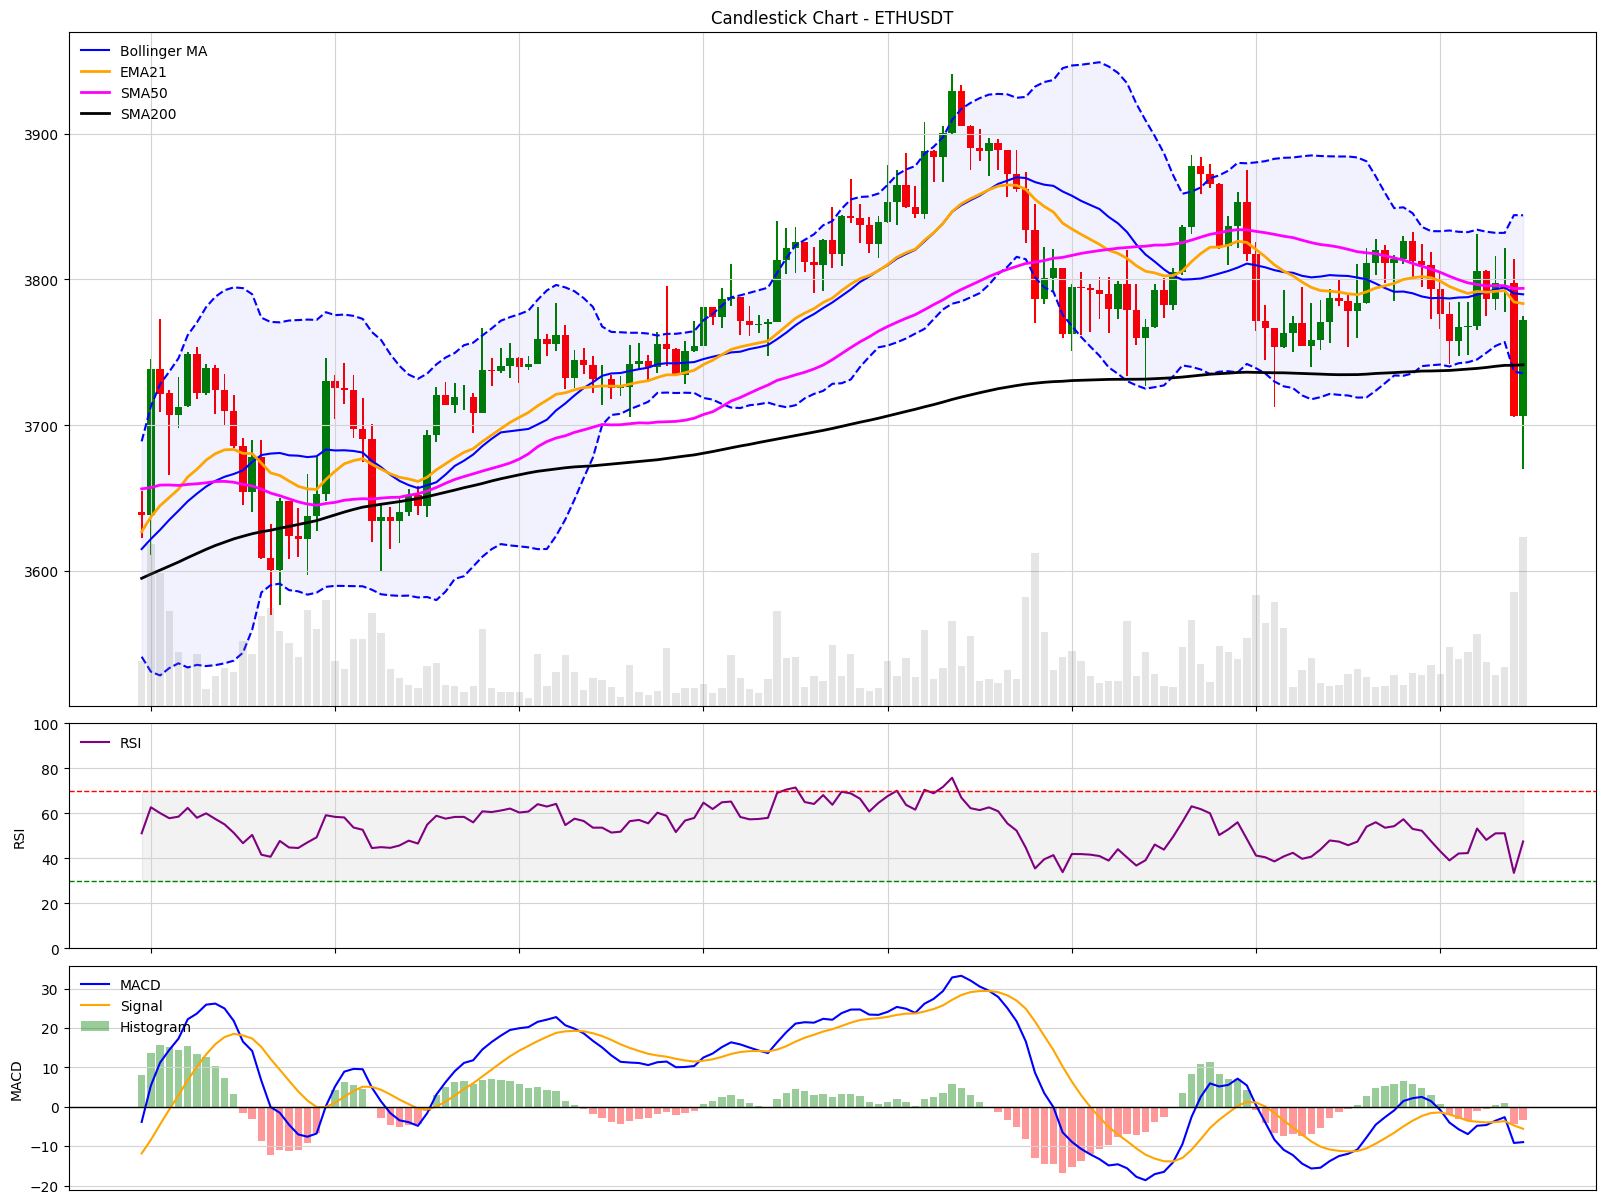 Candlestick Chart - ETHUSDT
Bollinger MA
EMA21
SMA50
SMA200
3900
3800
3700
3600
RSI
100
80
60
40
20
0
RSI
MACD
Signal
Histogram
30
20
10
0
−10
−20
MACD